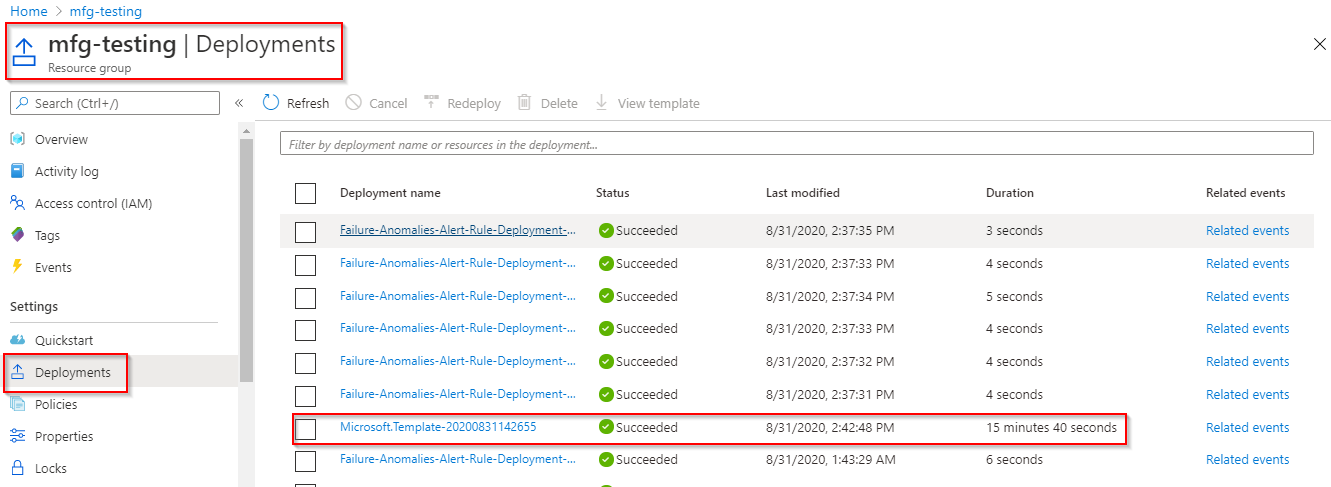 Home > mfg-testing
mfg-testing | Deployments
Resource group
Search (Ctrl+/)
«
Refresh
Cancel
Redeploy
Delete
View template
Overview
Activity log
Access control (IAM)
Tags
Events
Settings
Quickstart
Deployments
Policies
Properties
Locks
Filter by deployment name or resources in the deployment...
Deployment name Status Last modified Duration Related events
Failure-Anomalies-Alert-Rule-Deployment-... Succeeded 8/31/2020, 2:37:35 PM 3 seconds Related events
Failure-Anomalies-Alert-Rule-Deployment-... Succeeded 8/31/2020, 2:37:33 PM 4 seconds Related events
Failure-Anomalies-Alert-Rule-Deployment-... Succeeded 8/31/2020, 2:37:34 PM 5 seconds Related events
Failure-Anomalies-Alert-Rule-Deployment-... Succeeded 8/31/2020, 2:37:33 PM 4 seconds Related events
Failure-Anomalies-Alert-Rule-Deployment-... Succeeded 8/31/2020, 2:37:32 PM 4 seconds Related events
Failure-Anomalies-Alert-Rule-Deployment-... Succeeded 8/31/2020, 2:37:31 PM 4 seconds Related events
Microsoft.Template-20200831142655 Succeeded 8/31/2020, 2:42:48 PM 15 minutes 40 seconds Related events
Failure-Anomalies-Alert-Rule-Deployment-... Succeeded 8/31/2020, 1:43:29 AM 6 seconds Related events